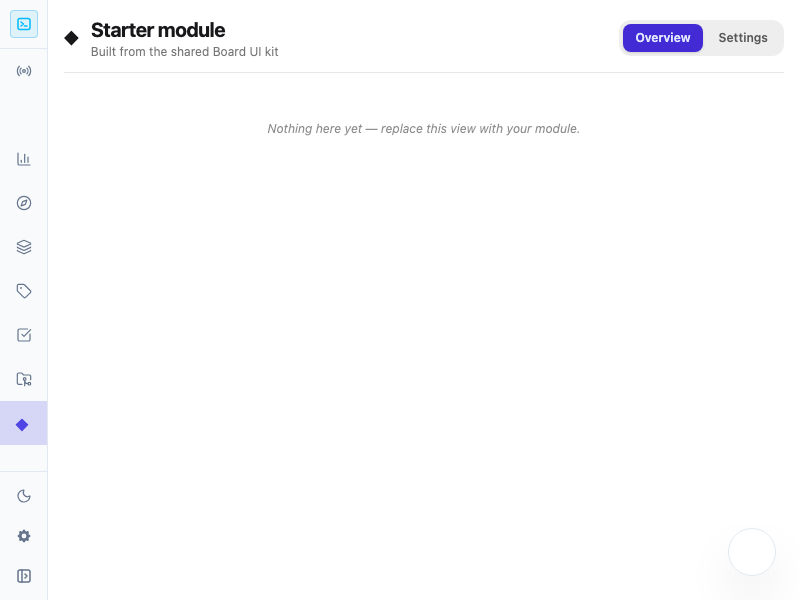 Starter module
Built from the shared Board UI kit
Overview
Settings
Nothing here yet — replace this view with your module.